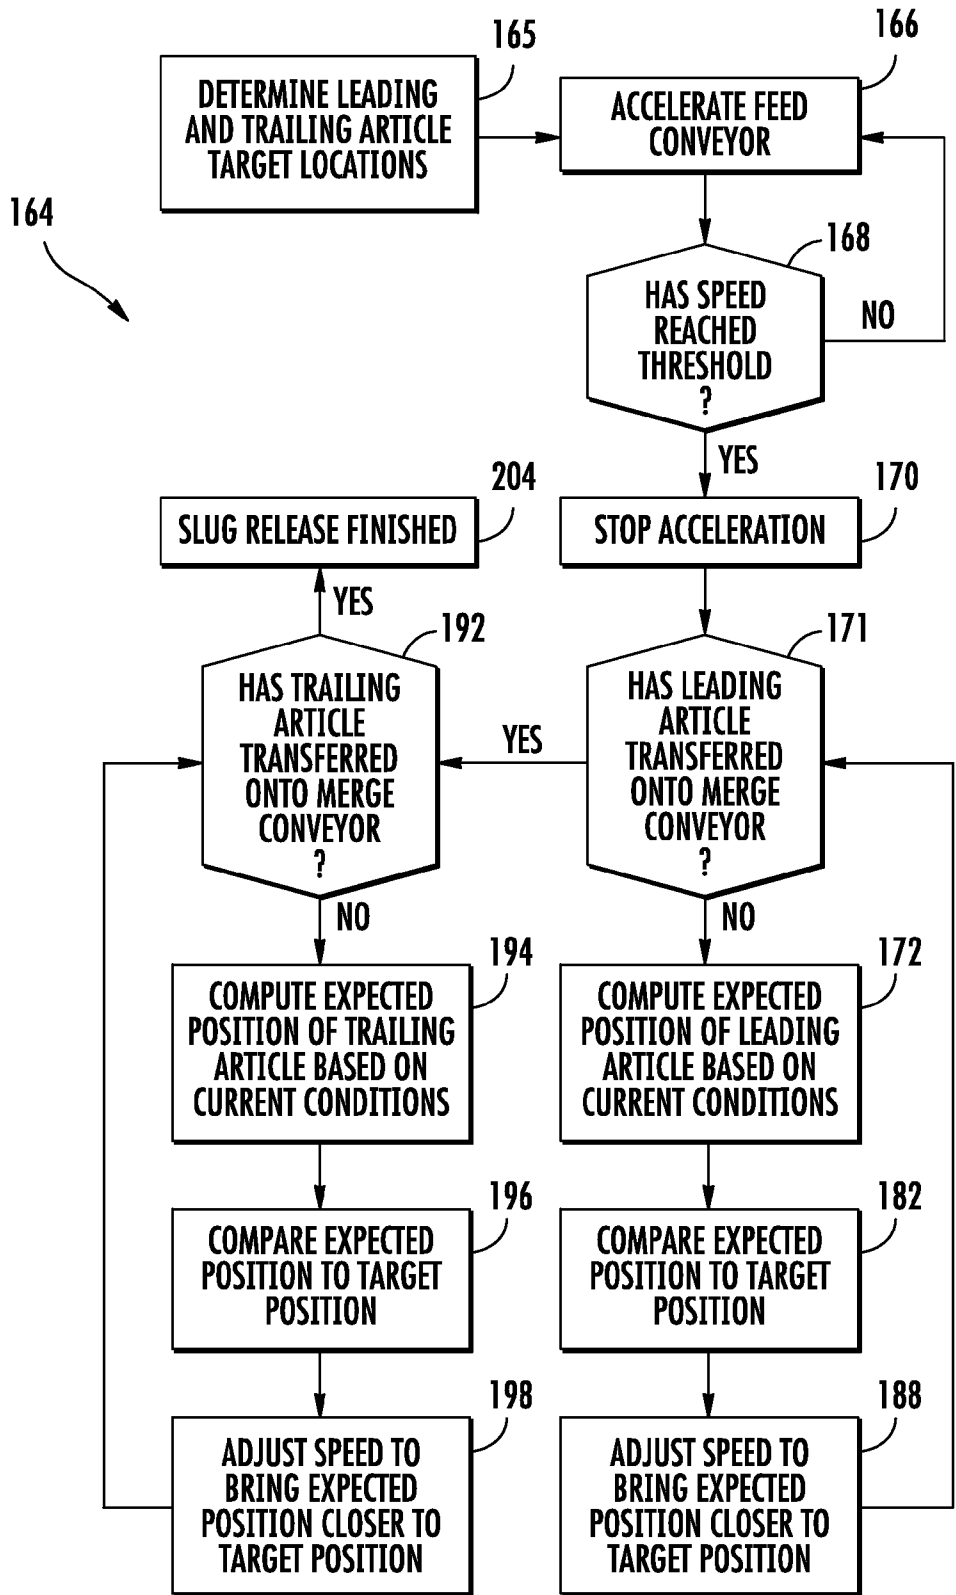 165
DETERMINE LEADING
AND TRAILING ARTICLE
TARGET LOCATIONS
166
ACCELERATE FEED
CONVEYOR
164
168
HAS SPEED
REACHED
THRESHOLD
?
NO
YES
204
SLUG RELEASE FINISHED
170
STOP ACCELERATION
YES
192
HAS TRAILING
ARTICLE
TRANSFERRED
ONTO MERGE
CONVEYOR
?
YES
171
HAS LEADING
ARTICLE
TRANSFERRED
ONTO MERGE
CONVEYOR
?
NO
NO
194
COMPUTE EXPECTED
POSITION OF TRAILING
ARTICLE BASED ON
CURRENT CONDITIONS
172
COMPUTE EXPECTED
POSITION OF LEADING
ARTICLE BASED ON
CURRENT CONDITIONS
196
COMPARE EXPECTED
POSITION TO TARGET
POSITION
182
COMPARE EXPECTED
POSITION TO TARGET
POSITION
198
ADJUST SPEED TO
BRING EXPECTED
POSITION CLOSER TO
TARGET POSITION
188
ADJUST SPEED TO
BRING EXPECTED
POSITION CLOSER TO
TARGET POSITION